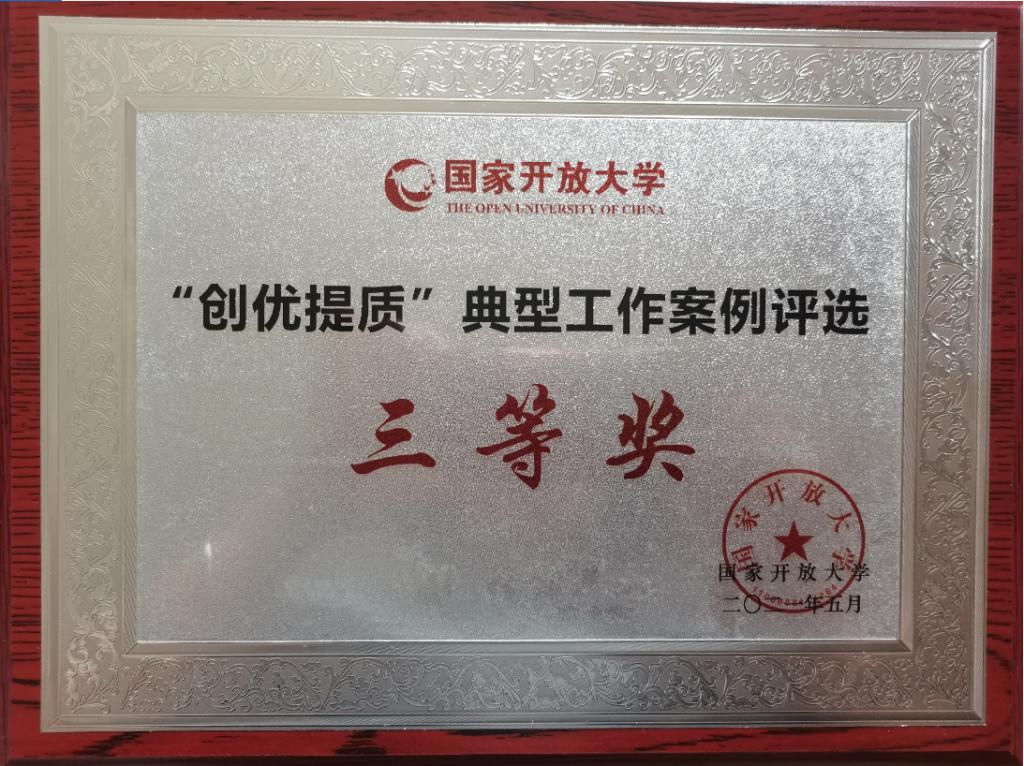 国家开放大学
THE OPEN UNIVERSITY OF CHINA
“创优提质”典型工作案例评选
三等奖
国家开放大学
国家开放大学
年五月